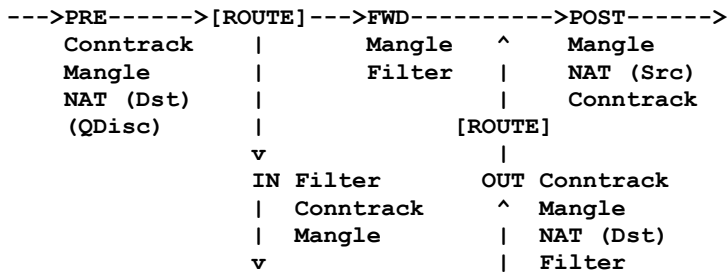 --->PRE------>[ROUTE]--->FWD---------->POST------>
    Conntrack    |       Mangle   ^    Mangle
    Mangle       |       Filter   |    NAT (Src)
    NAT (Dst)    |                |    Conntrack
    (QDisc)      |             [ROUTE]
                 v                |
                 IN Filter       OUT Conntrack
                 |  Conntrack     ^  Mangle
                 |  Mangle        |  NAT (Dst)
                 v                |  Filter